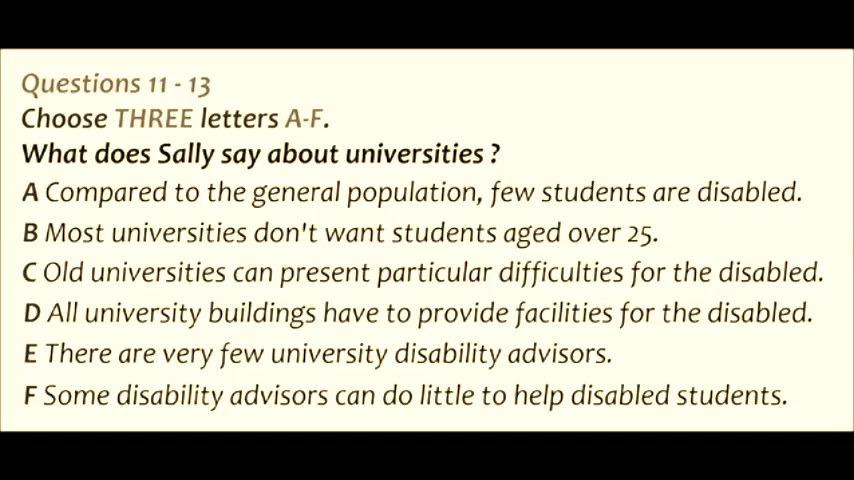 Questions 11 - 13
Choose THREE letters A-F.
What does Sally say about universities ?
A Compared to the general population, few students are disabled.
B Most universities don't want students aged over 25.
C Old universities can present particular difficulties for the disabled.
D All university buildings have to provide facilities for the disabled.
E There are very few university disability advisors.
F Some disability advisors can do little to help disabled students.